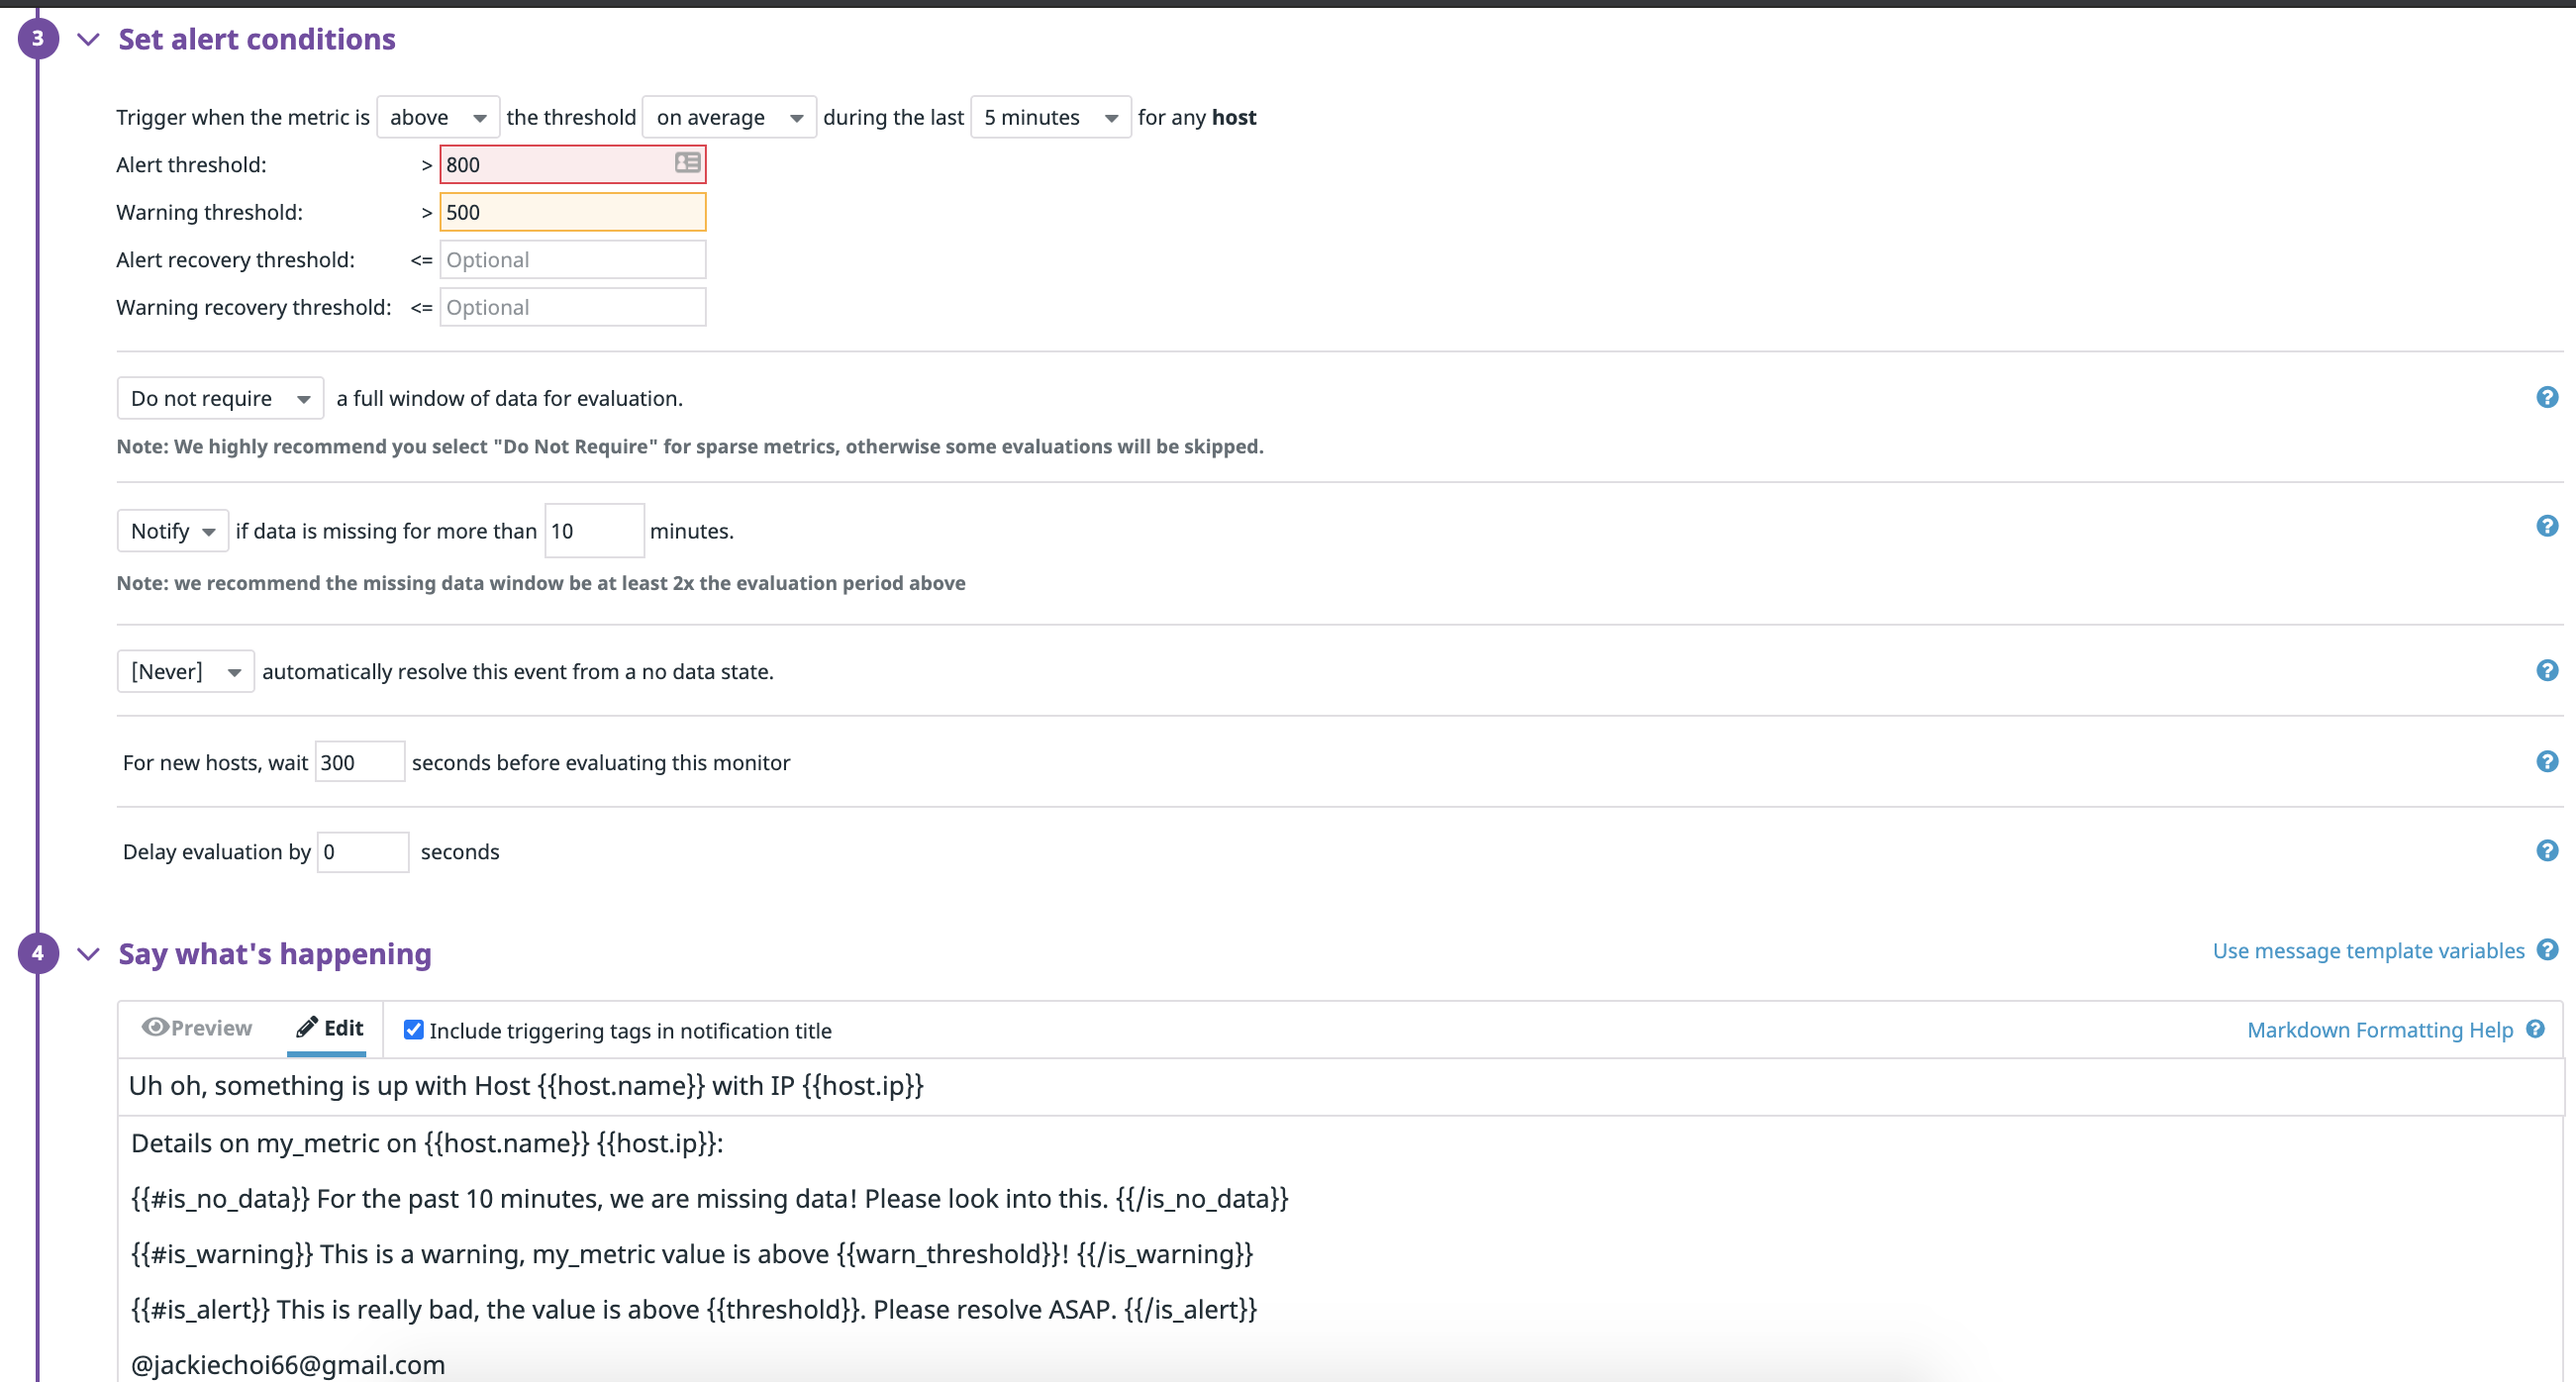 3 Set alert conditions
Trigger when the metric is above the threshold on average during the last 5 minutes for any host
Alert threshold: > 800
Warning threshold: > 500
Alert recovery threshold: <= Optional
Warning recovery threshold: <= Optional
Do not require a full window of data for evaluation. ?
Note: We highly recommend you select "Do Not Require" for sparse metrics, otherwise some evaluations will be skipped.
Notify if data is missing for more than 10 minutes. ?
Note: we recommend the missing data window be at least 2x the evaluation period above
[Never] automatically resolve this event from a no data state. ?
For new hosts, wait 300 seconds before evaluating this monitor ?
Delay evaluation by 0 seconds ?
4 Say what's happening Use message template variables ?
Preview Edit Include triggering tags in notification title Markdown Formatting Help ?
Uh oh, something is up with Host {{host.name}} with IP {{host.ip}}
Details on my_metric on {{host.name}} {{host.ip}}:
{{#is_no_data}} For the past 10 minutes, we are missing data! Please look into this. {{/is_no_data}}
{{#is_warning}} This is a warning, my_metric value is above {{warn_threshold}}! {{/is_warning}}
{{#is_alert}} This is really bad, the value is above {{threshold}}. Please resolve ASAP. {{/is_alert}}
@jackiechoi66@gmail.com